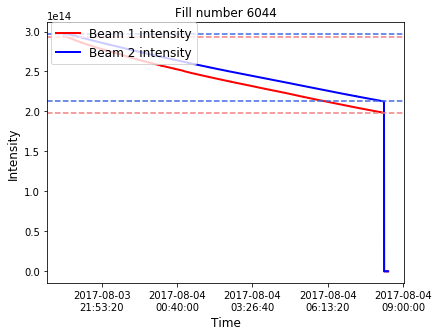 Fill number 6044
1e14
Beam 1 intensity
Beam 2 intensity
3.0
2.5
2.0
1.5
1.0
0.5
0.0
Intensity
2017-08-03
21:53:20
2017-08-04
00:40:00
2017-08-04
03:26:40
2017-08-04
06:13:20
2017-08-04
09:00:00
Time